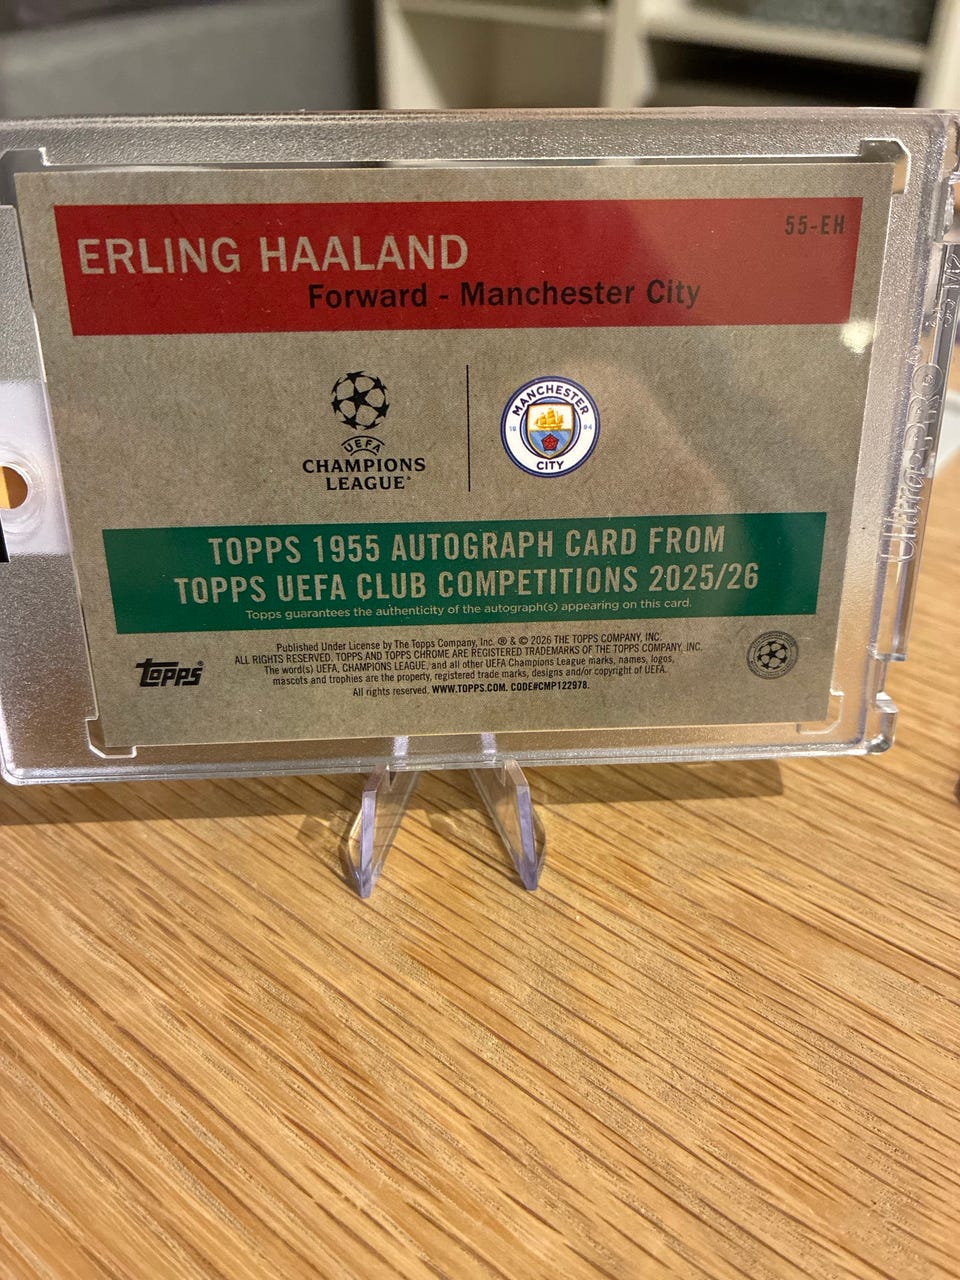 55-EH
ERLING HAALAND
Forward - Manchester City
UEFA
CHAMPIONS
LEAGUE®
MANCHESTER
18 94
CITY
TOPPS 1955 AUTOGRAPH CARD FROM
TOPPS UEFA CLUB COMPETITIONS 2025/26
Topps guarantees the authenticity of the autograph(s) appearing on this card.
topps®
Published Under License by The Topps Company, Inc. ® & © 2026 THE TOPPS COMPANY, INC.
ALL RIGHTS RESERVED. TOPPS AND TOPPS CHROME ARE REGISTERED TRADEMARKS OF THE TOPPS COMPANY, INC.
The word(s) UEFA, CHAMPIONS LEAGUE, and all other UEFA Champions League marks, names, logos,
mascots and trophies are the property, registered trade marks, designs and/or copyright of UEFA.
All rights reserved. WWW.TOPPS.COM. CODE#CMP122978.